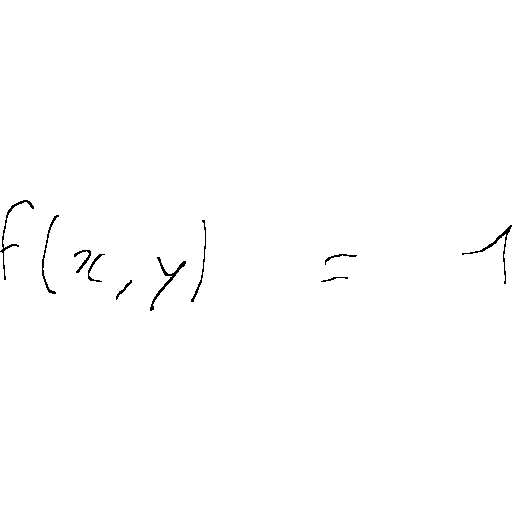 f(x,y) = 1